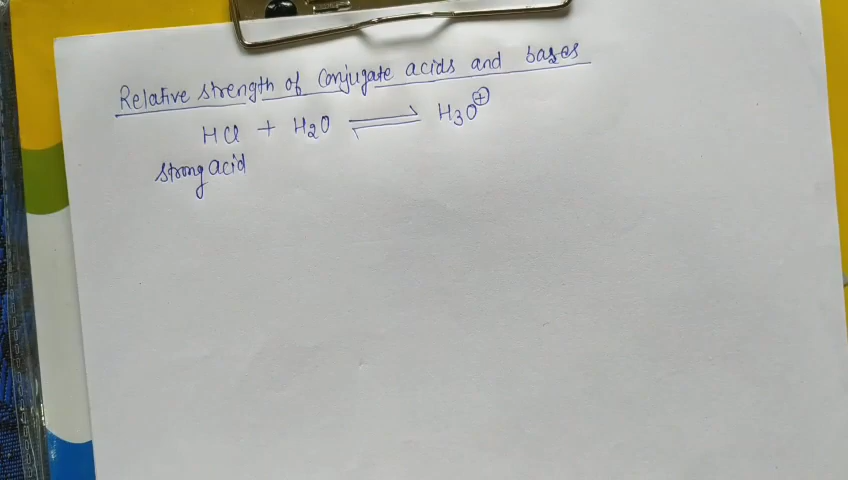 Relative strength of Conjugate acids and bases
HCl + H2O ⇌ H3O⊕
strong acid